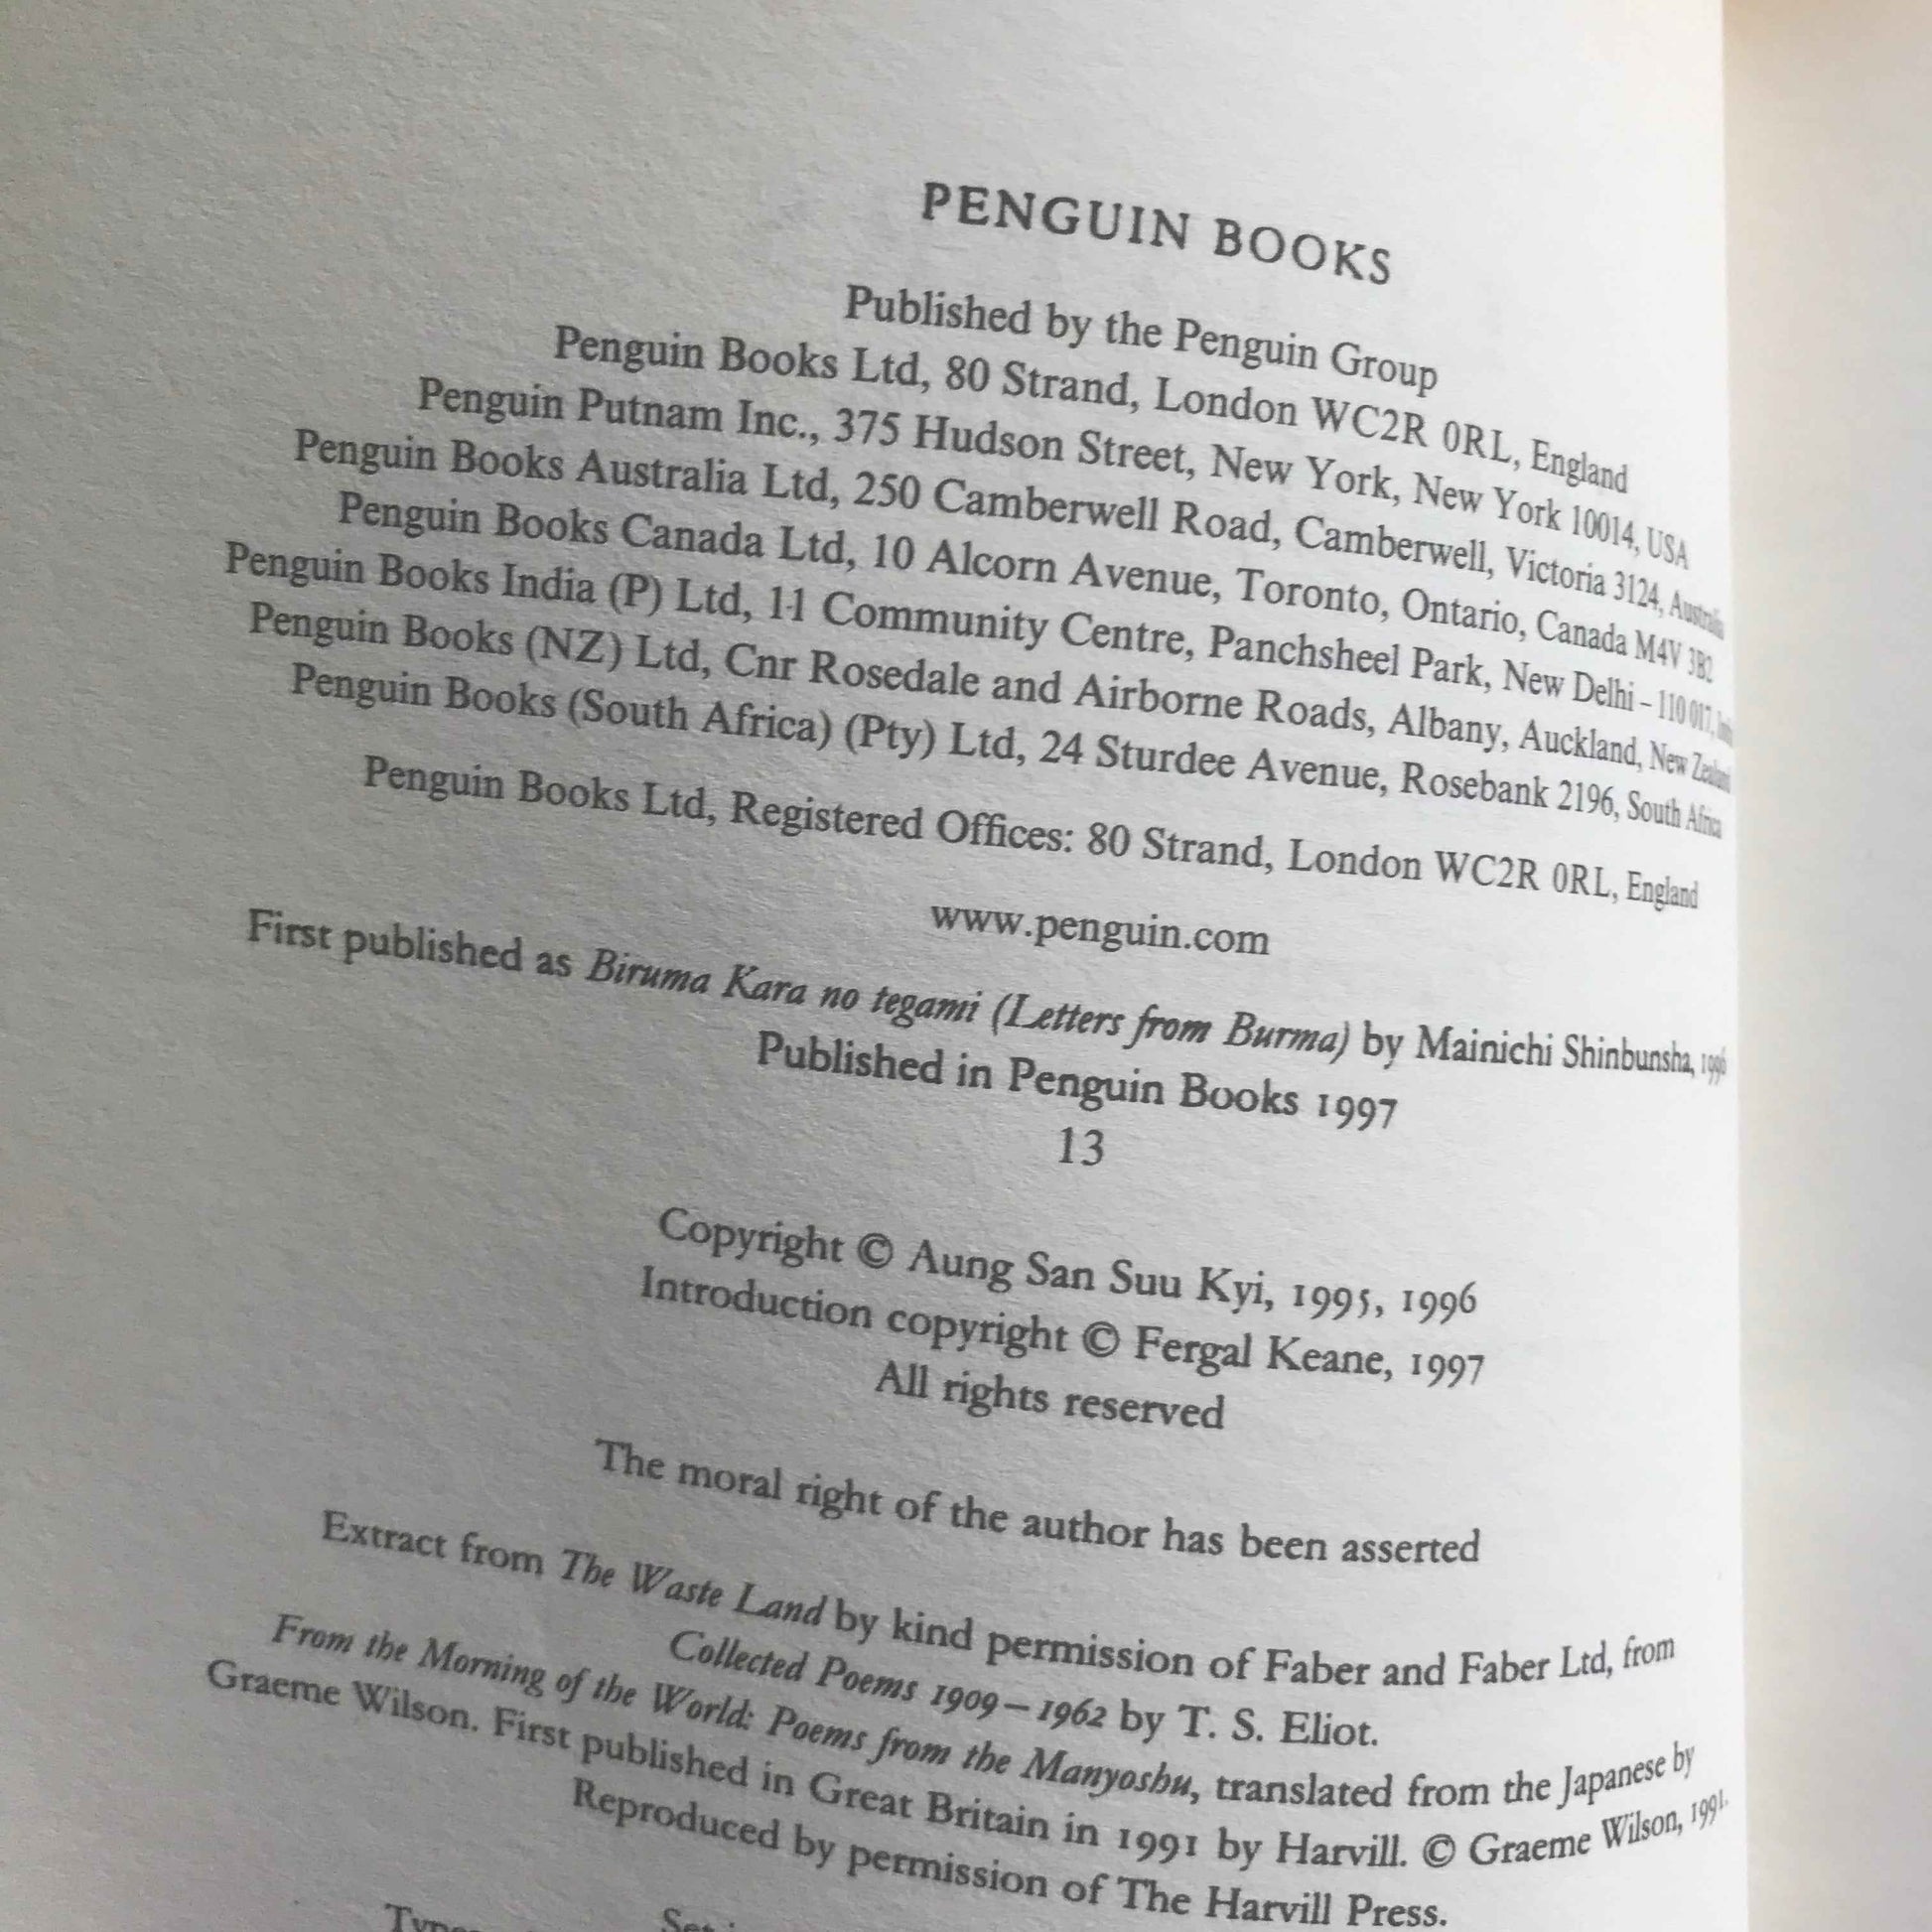 PENGUIN BOOKS
Published by the Penguin Group
Penguin Books Ltd, 80 Strand, London WC2R 0RL, England
Penguin Putnam Inc., 375 Hudson Street, New York, New York 10014, USA
Penguin Books Australia Ltd, 250 Camberwell Road, Camberwell, Victoria 3124, Australia
Penguin Books Canada Ltd, 10 Alcorn Avenue, Toronto, Ontario, Canada M4V 3B2
Penguin Books India (P) Ltd, 11 Community Centre, Panchsheel Park, New Delhi – 110 017, India
Penguin Books (NZ) Ltd, Cnr Rosedale and Airborne Roads, Albany, Auckland, New Zealand
Penguin Books (South Africa) (Pty) Ltd, 24 Sturdee Avenue, Rosebank 2196, South Africa
Penguin Books Ltd, Registered Offices: 80 Strand, London WC2R 0RL, England
www.penguin.com
First published as Biruma Kara no tegami (Letters from Burma) by Mainichi Shinbunsha, 1996
Published in Penguin Books 1997
13
Copyright © Aung San Suu Kyi, 1995, 1996
Introduction copyright © Fergal Keane, 1997
All rights reserved
The moral right of the author has been asserted
Extract from The Waste Land by kind permission of Faber and Faber Ltd, from
Collected Poems 1909–1962 by T. S. Eliot.
From the Morning of the World: Poems from the Manyoshu, translated from the Japanese by
Graeme Wilson. First published in Great Britain in 1991 by Harvill. © Graeme Wilson, 1991.
Reproduced by permission of The Harvill Press.